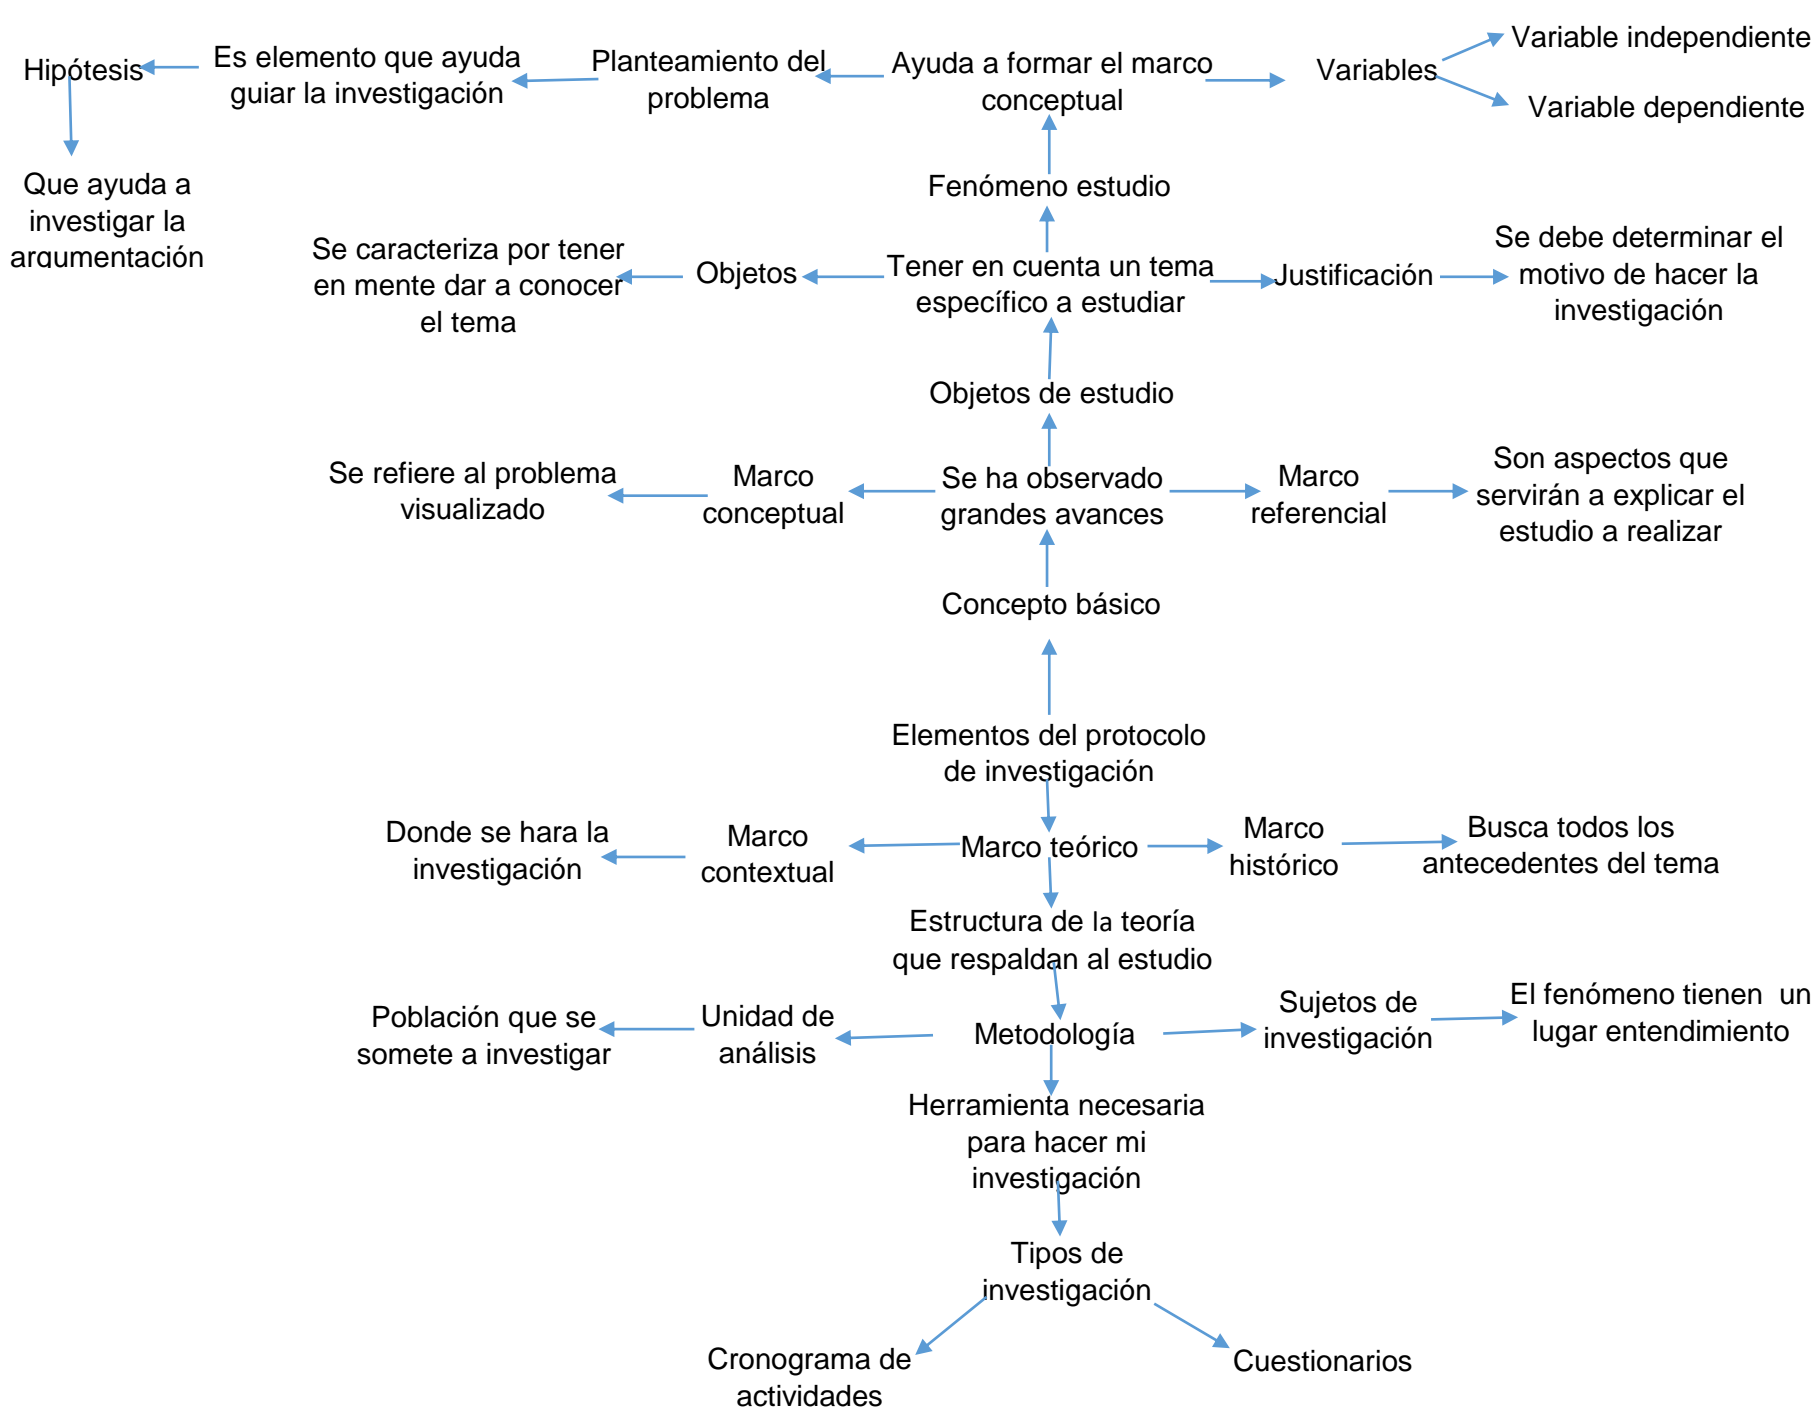 Hipótesis
Es elemento que ayuda
guiar la investigación
Planteamiento del
problema
Ayuda a formar el marco
conceptual
Variables
Variable independiente
Variable dependiente
Que ayuda a
investigar la
argumentación
Fenómeno estudio
Se caracteriza por tener
en mente dar a conocer
el tema
Objetos
Tener en cuenta un tema
específico a estudiar
Justificación
Se debe determinar el
motivo de hacer la
investigación
Objetos de estudio
Se refiere al problema
visualizado
Marco
conceptual
Se ha observado
grandes avances
Marco
referencial
Son aspectos que
servirán a explicar el
estudio a realizar
Concepto básico
Elementos del protocolo
de investigación
Donde se hara la
investigación
Marco
contextual
Marco teórico
Marco
histórico
Busca todos los
antecedentes del tema
Estructura de la teoría
que respaldan al estudio
Población que se
somete a investigar
Unidad de
análisis
Metodología
Sujetos de
investigación
El fenómeno tienen  un
lugar entendimiento
Herramienta necesaria
para hacer mi
investigación
Tipos de
investigación
Cronograma de
actividades
Cuestionarios